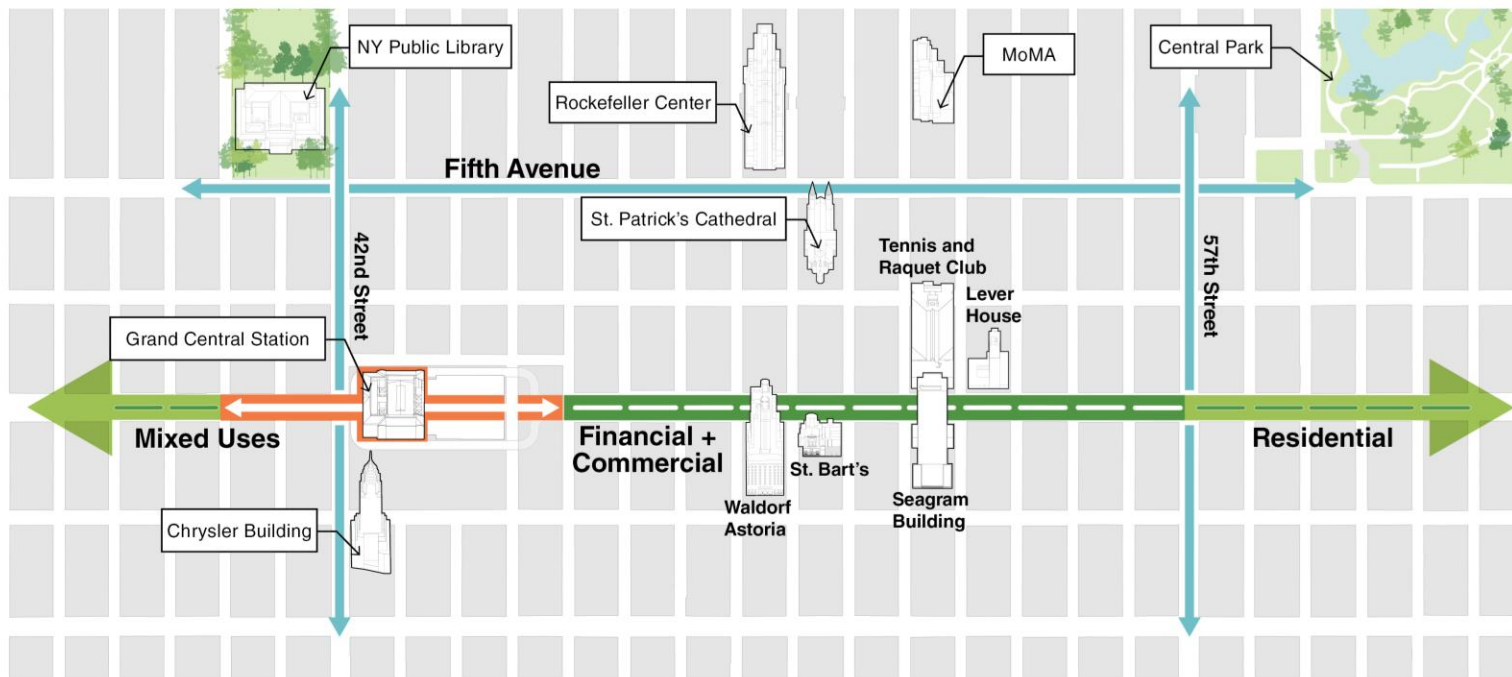 NY Public Library
MoMA
Central Park
Rockefeller Center
Fifth Avenue
St. Patrick's Cathedral
42nd Street
57th Street
Tennis and
Raquet Club
Lever
House
Grand Central Station
Mixed Uses
Financial +
Commercial
Residential
St. Bart's
Waldorf
Astoria
Seagram
Building
Chrysler Building